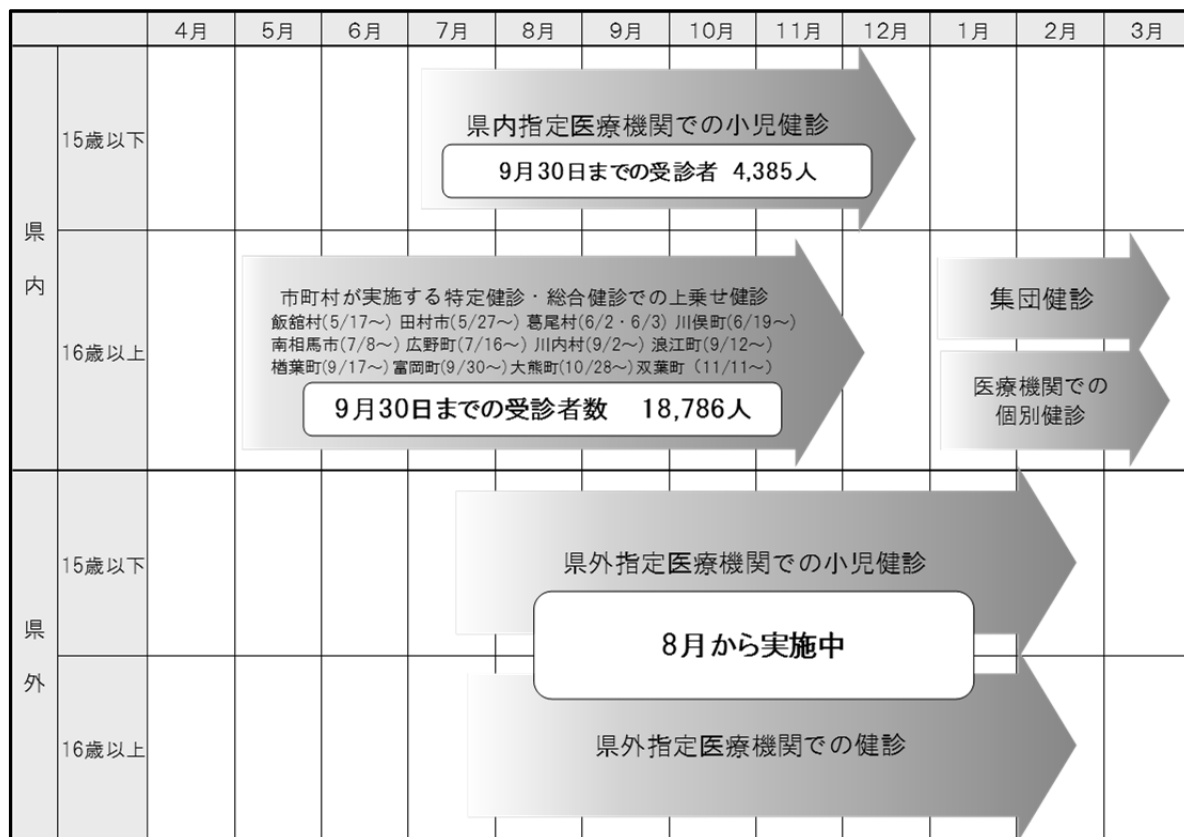 4月 5月 6月 7月 8月 9月 10月 11月 12月 1月 2月 3月
県内
15歳以下
県内指定医療機関での小児健診
9月30日までの受診者 4,385人
16歳以上
市町村が実施する特定健診・総合健診での上乗せ健診
飯舘村(5/17～) 田村市(5/27～) 葛尾村(6/2・6/3) 川俣町(6/19～)
南相馬市(7/8～) 広野町(7/16～) 川内村(9/2～) 浪江町(9/12～)
楢葉町(9/17～) 富岡町(9/30～) 大熊町(10/28～) 双葉町（11/11～)
9月30日までの受診者数 18,786人
集団健診
医療機関での
個別健診
県外
15歳以下
県外指定医療機関での小児健診
8月から実施中
16歳以上
県外指定医療機関での健診